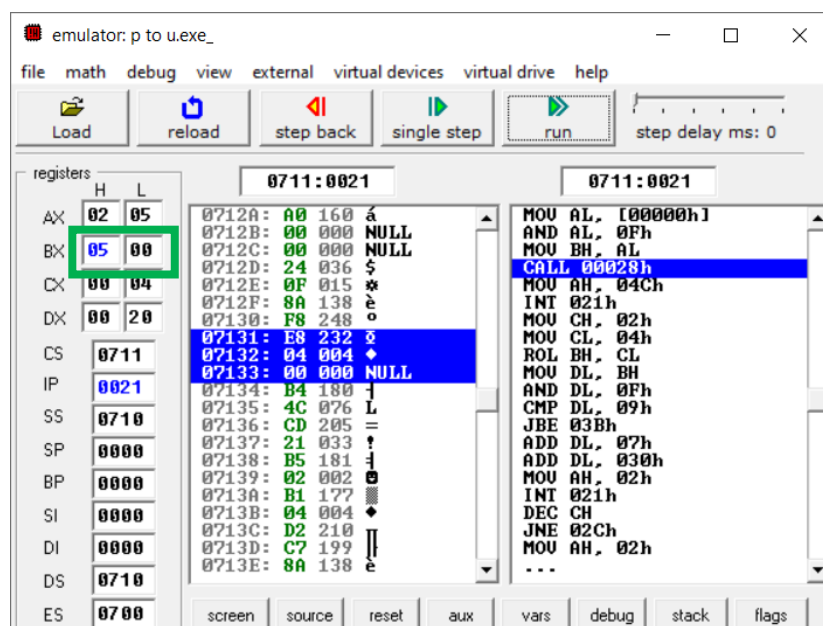 emulator: p to u.exe_
file math debug view external virtual devices virtual drive help
Load reload step back single step run step delay ms: 0
registers
H L
0711:0021 0711:0021
AX 02 05
BX 05 00
CX 00 04
DX 00 20
CS 0711
IP 0021
SS 0710
SP 0000
BP 0000
SI 0000
DI 0000
DS 0710
ES 0700
0712A: A0 160 á
0712B: 00 000 NULL
0712C: 00 000 NULL
0712D: 24 036 $
0712E: 0F 015 ☼
0712F: 8A 138 è
07130: F8 248 °
07131: E8 232 Φ
07132: 04 004 ♦
07133: 00 000 NULL
07134: B4 180 ┤
07135: 4C 076 L
07136: CD 205 ═
07137: 21 033 !
07138: B5 181 ╡
07139: 02 002 ☻
0713A: B1 177 ▒
0713B: 04 004 ♦
0713C: D2 210 ╥
0713D: C7 199 ╟
0713E: 8A 138 è
MOV AL, [00000h]
AND AL, 0Fh
MOV BH, AL
CALL 00028h
MOV AH, 04Ch
INT 021h
MOV CH, 02h
MOV CL, 04h
ROL BH, CL
MOV DL, BH
AND DL, 0Fh
CMP DL, 09h
JBE 03Bh
ADD DL, 07h
ADD DL, 030h
MOV AH, 02h
INT 021h
DEC CH
JNE 02Ch
MOV AH, 02h
...
screen source reset aux vars debug stack flags